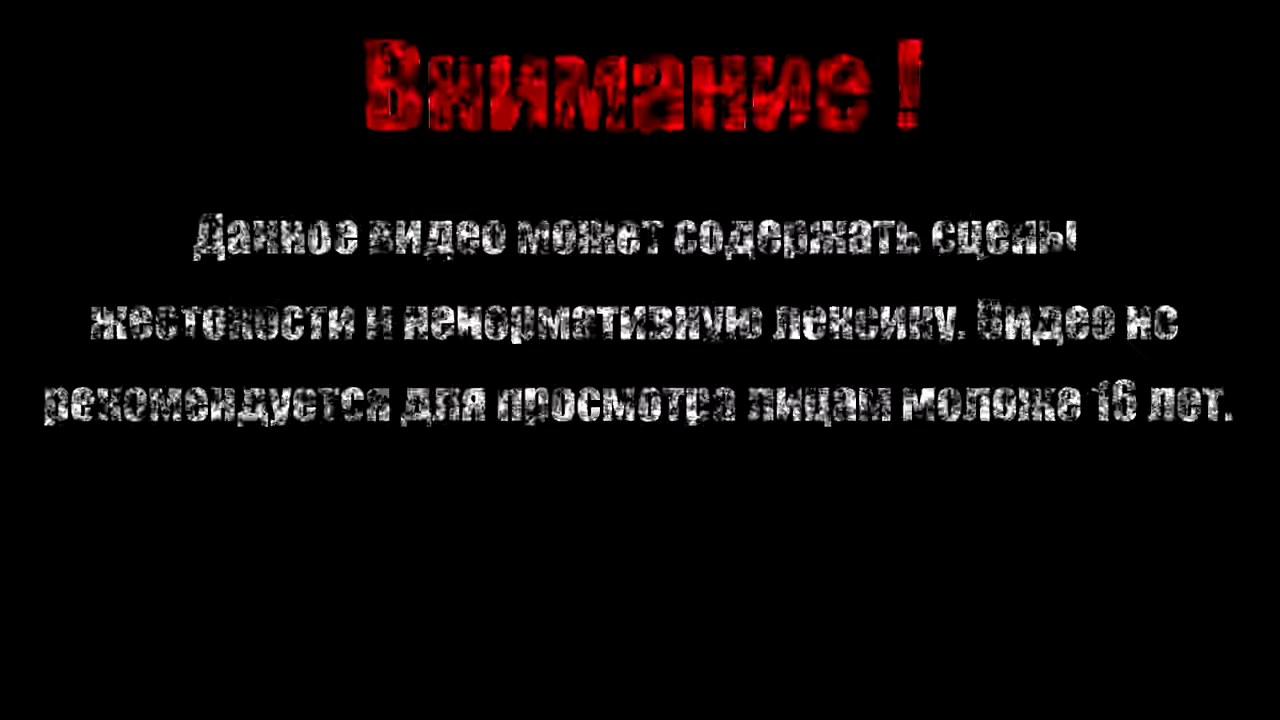 Внимание !
Данное видео может содержать сцены
жестокости и ненормативную лексику. Видео не
рекомендуется для просмотра лицам моложе 16 лет.